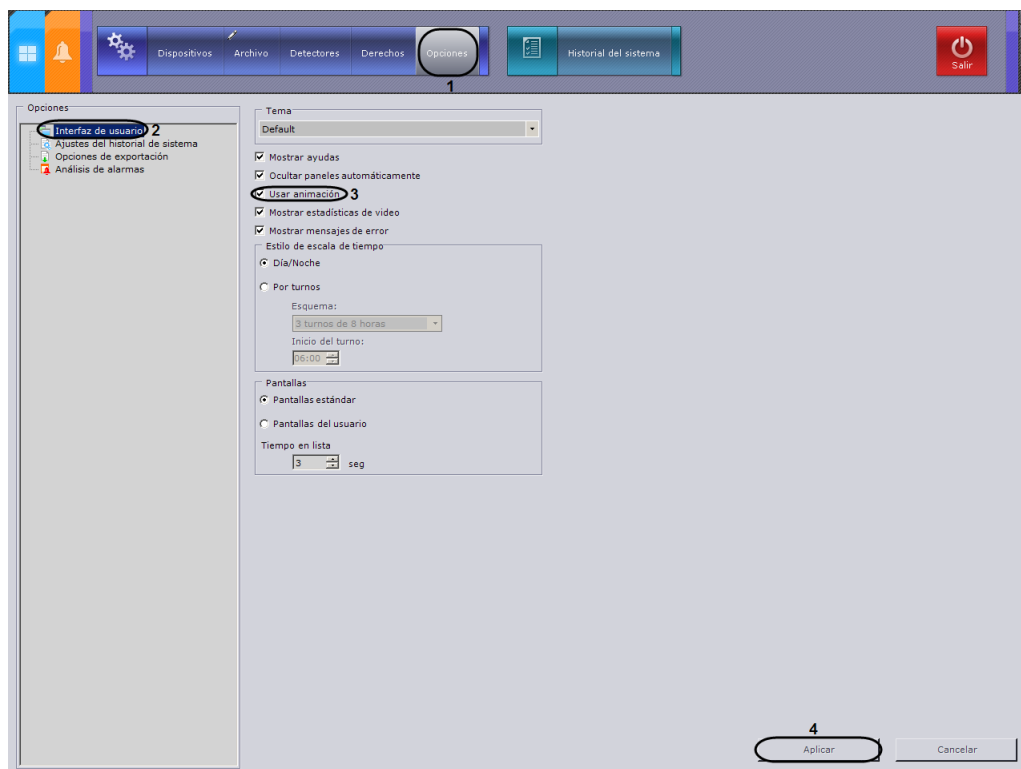 Dispositivos Archivo Detectores Derechos Opciones Historial del sistema Salir
1
Opciones
Interfaz de usuario 2
Ajustes del historial de sistema
Opciones de exportación
Análisis de alarmas
Tema
Default
Mostrar ayudas
Ocultar paneles automáticamente
Usar animación 3
Mostrar estadísticas de video
Mostrar mensajes de error
Estilo de escala de tiempo
Día/Noche
Por turnos
Esquema:
3 turnos de 8 horas
Inicio del turno:
06:00
Pantallas
Pantallas estándar
Pantallas del usuario
Tiempo en lista
3 seg
4
Aplicar Cancelar